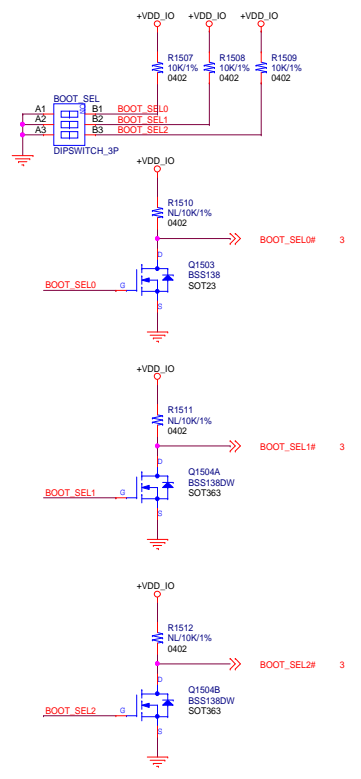 +VDD_IO +VDD_IO +VDD_IO
R1507 R1508 R1509
10K/1% 10K/1% 10K/1%
0402 0402 0402
BOOT_SEL
ON
A1 B1 BOOT_SEL0
A2 B2 BOOT_SEL1
A3 B3 BOOT_SEL2
DIPSWITCH_3P
+VDD_IO
R1510
NL/10K/1%
0402
BOOT_SEL0# 3
D
Q1503
BSS138
SOT23
BOOT_SEL0 G
S
+VDD_IO
R1511
NL/10K/1%
0402
BOOT_SEL1# 3
D
Q1504A
BSS138DW
SOT363
BOOT_SEL1 G
S
+VDD_IO
R1512
NL/10K/1%
0402
BOOT_SEL2# 3
D
Q1504B
BSS138DW
SOT363
BOOT_SEL2 G
S